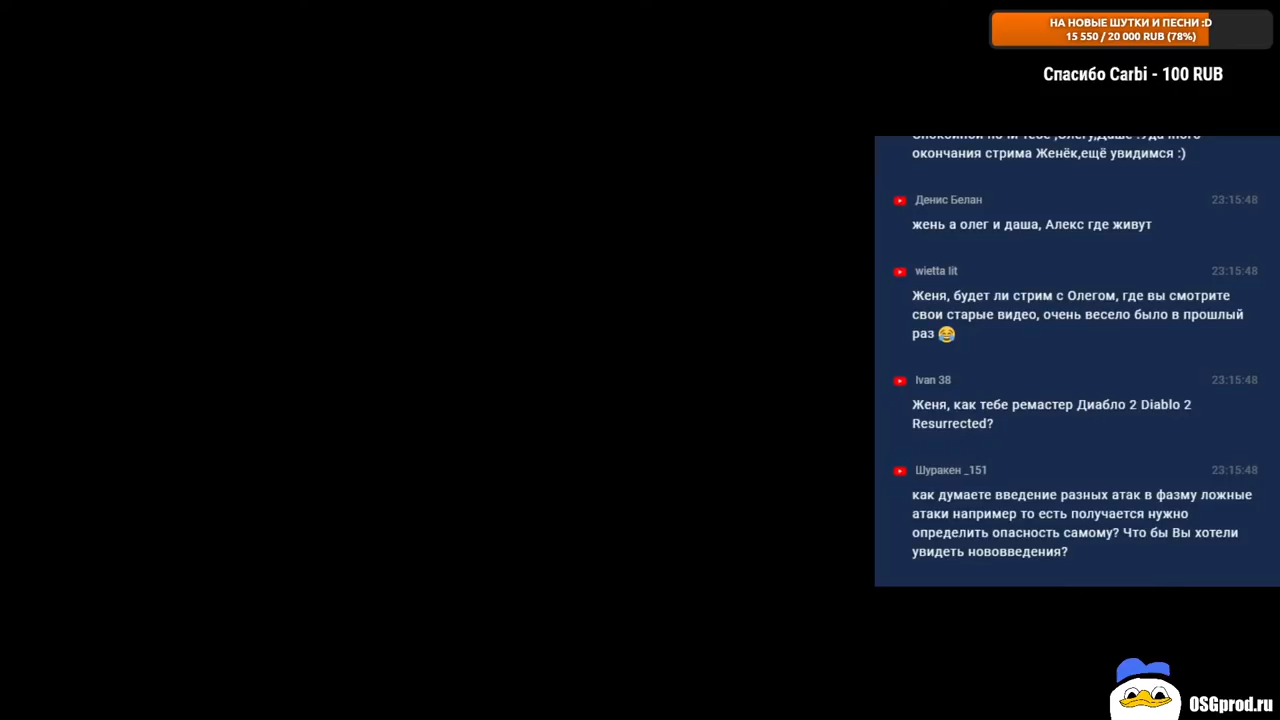 НА НОВЫЕ ШУТКИ И ПЕСНИ :D
15 550 / 20 000 RUB (78%)
Спасибо Carbi - 100 RUB
окончания стрима Женёк,ещё увидимся :)
Денис Белан 23:15:48
жень а олег и даша, Алекс где живут
wietta lit 23:15:48
Женя, будет ли стрим с Олегом, где вы смотрите
свои старые видео, очень весело было в прошлый
раз 😂
Ivan 38 23:15:48
Женя, как тебе ремастер Диабло 2 Diablo 2
Resurrected?
Шуракен _151 23:15:48
как думаете введение разных атак в фазму ложные
атаки например то есть получается нужно
определить опасность самому? Что бы Вы хотели
увидеть нововведения?
OSGprod.ru